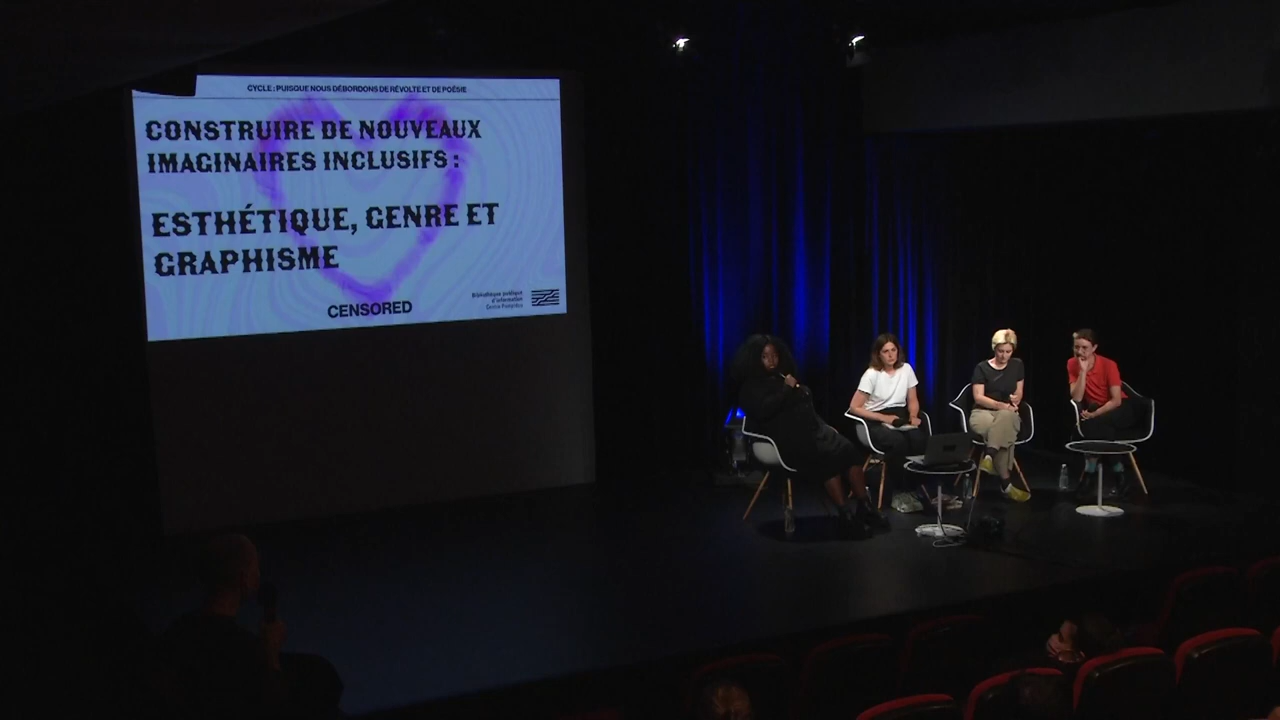 CYCLE : PUISQUE NOUS DÉBORDONS DE RÉVOLTE ET DE POÉSIE
CONSTRUIRE DE NOUVEAUX
IMAGINAIRES INCLUSIFS :
ESTHÉTIQUE, GENRE ET
GRAPHISME
CENSORED
Bibliothèque publique
d'information
Centre Pompidou